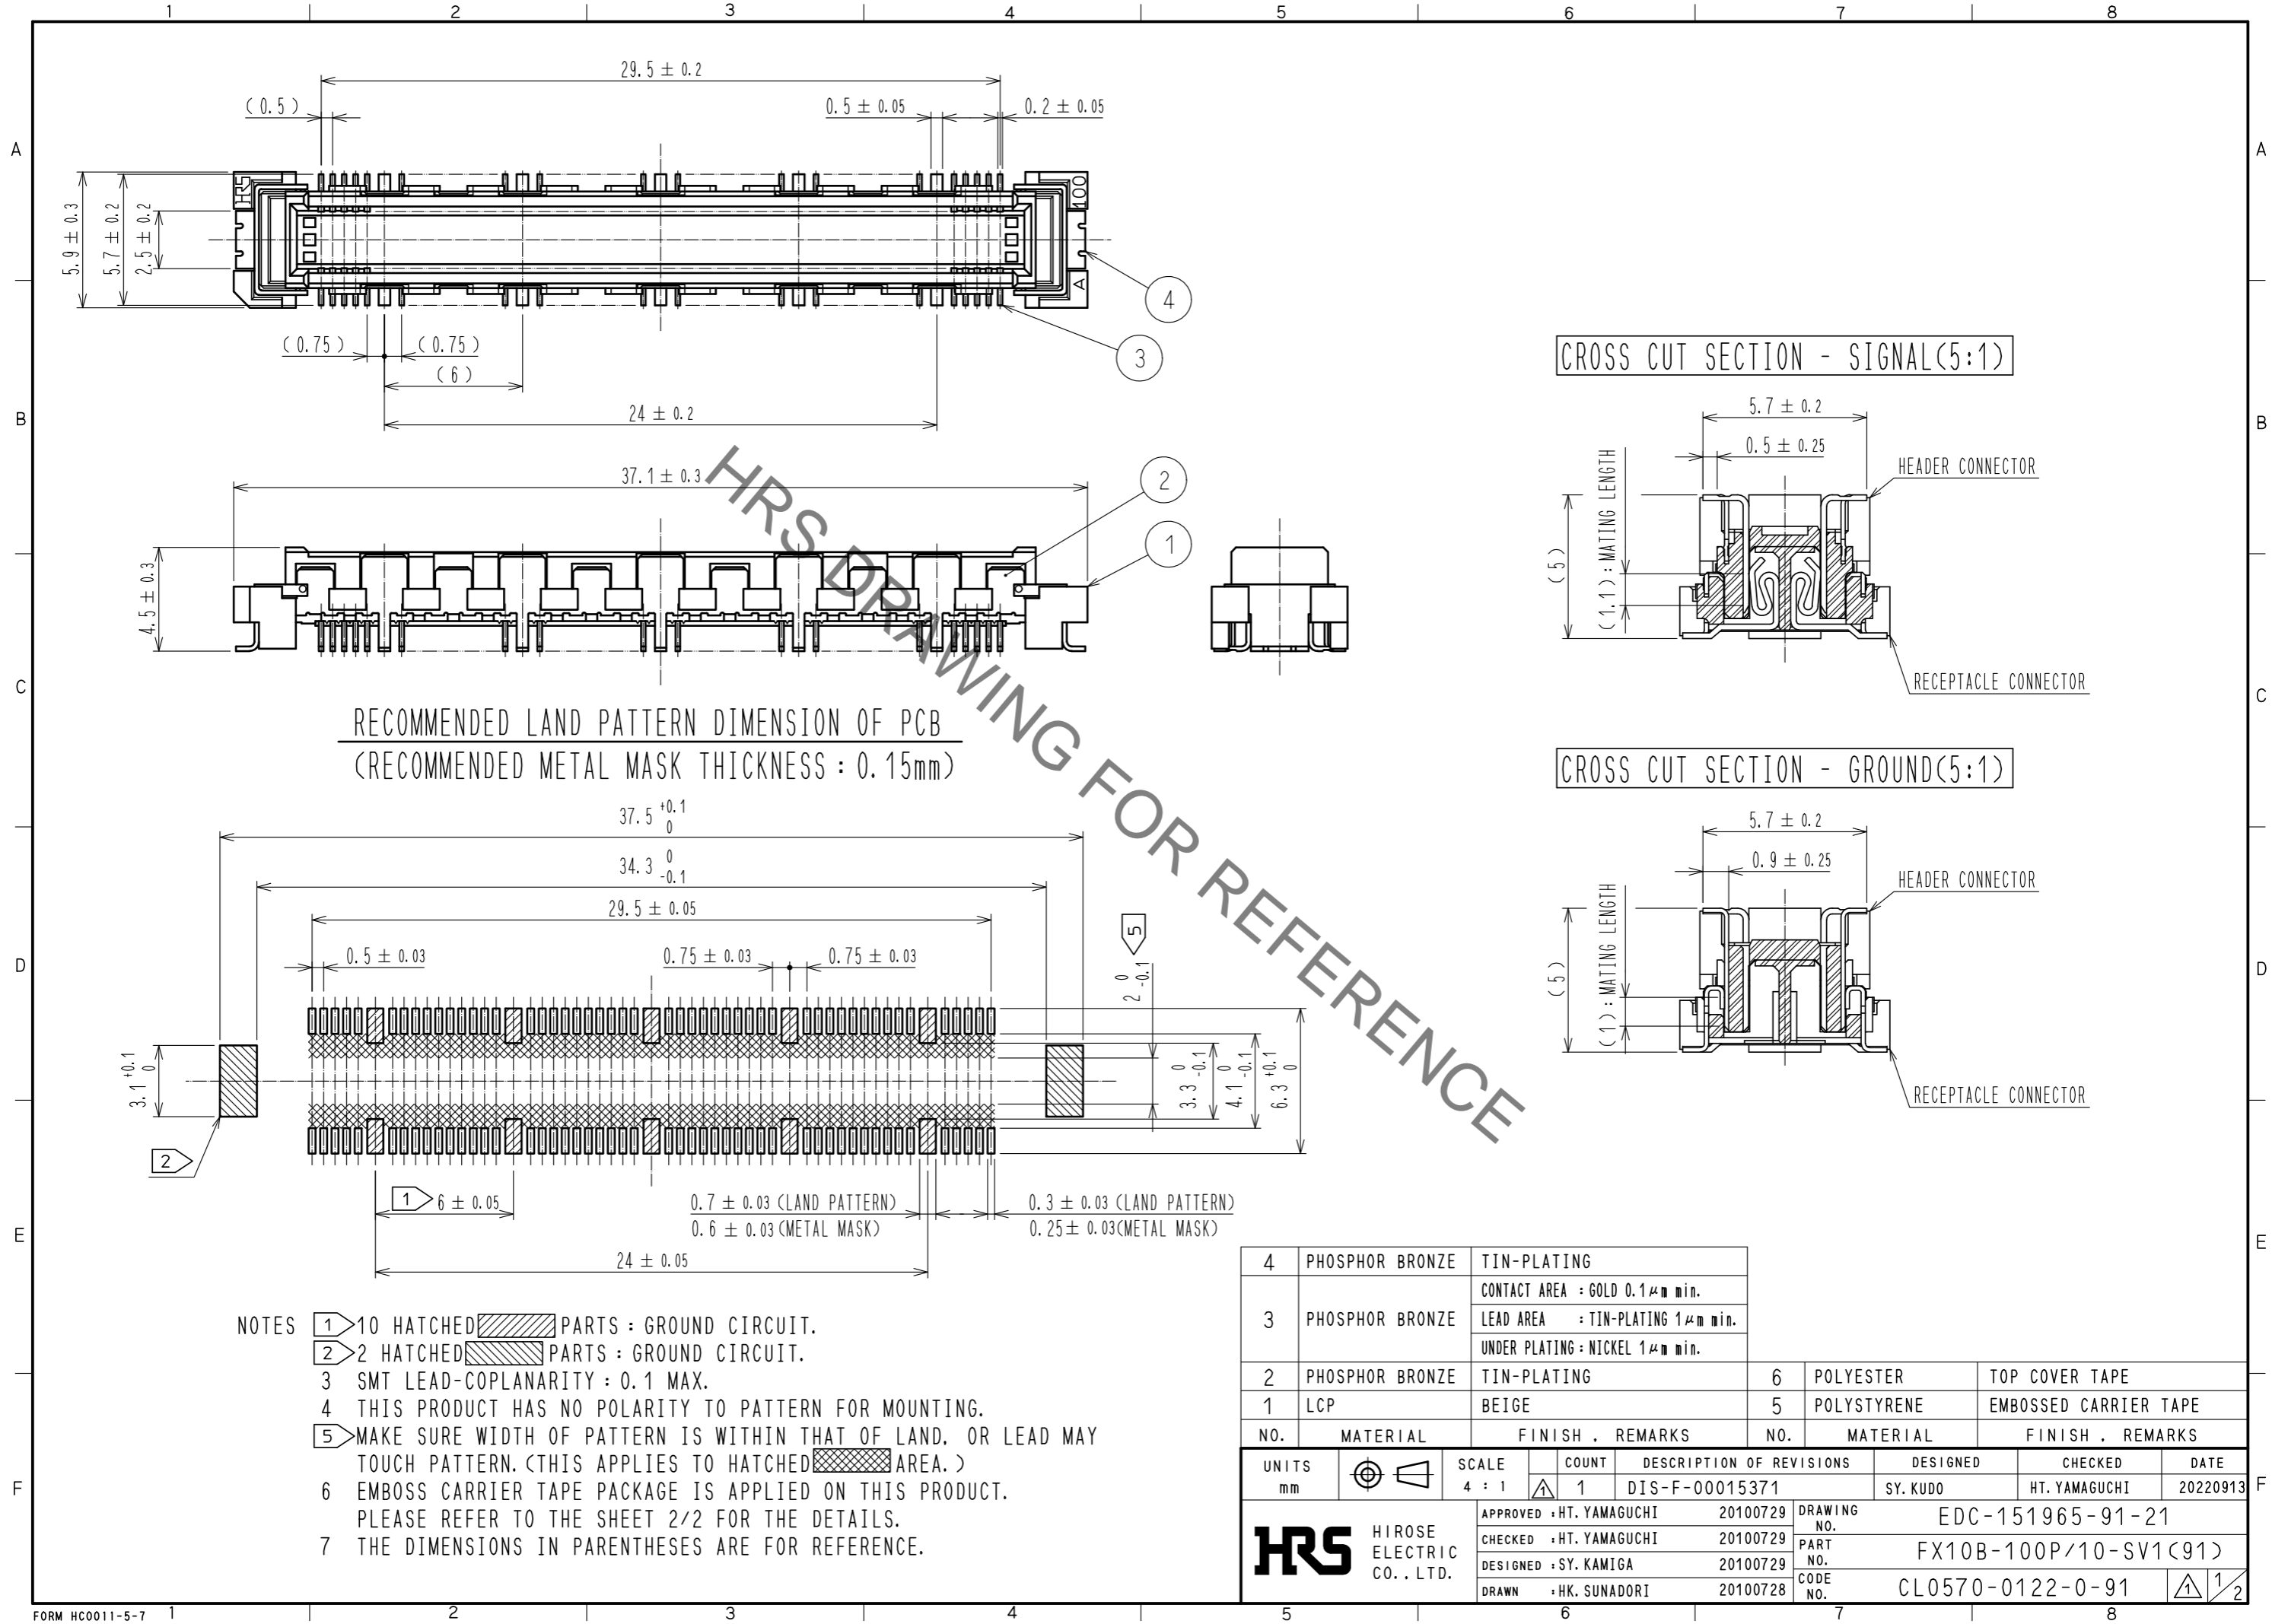 1 2 3 4 5 6 7 8
A
B
C
D
E
F
29.5 ± 0.2
(0.5)
0.5 ± 0.05
0.2 ± 0.05
HRS
100
A
5.9 ± 0.3
5.7 ± 0.2
2.5 ± 0.2
4
3
(0.75)
(0.75)
(6)
24 ± 0.2
37.1 ± 0.3
2
1
4.5 ± 0.3
HRS DRAWING FOR REFERENCE
CROSS CUT SECTION - SIGNAL(5:1)
5.7 ± 0.2
0.5 ± 0.25
HEADER CONNECTOR
(5)
(1.1):MATING LENGTH
RECEPTACLE CONNECTOR
CROSS CUT SECTION - GROUND(5:1)
5.7 ± 0.2
0.9 ± 0.25
HEADER CONNECTOR
(5)
(1):MATING LENGTH
RECEPTACLE CONNECTOR
RECOMMENDED LAND PATTERN DIMENSION OF PCB
(RECOMMENDED METAL MASK THICKNESS : 0.15mm)
37.5 +0.1 0
34.3 0 -0.1
29.5 ± 0.05
0.5 ± 0.03
0.75 ± 0.03
0.75 ± 0.03
5
2 0 -0.1
3.1 +0.1 0
3.3 0 -0.1
4.1 0 -0.1
6.3 +0.1 0
2
1 6 ± 0.05
0.7 ± 0.03 (LAND PATTERN)
0.6 ± 0.03 (METAL MASK)
0.3 ± 0.03 (LAND PATTERN)
0.25± 0.03(METAL MASK)
24 ± 0.05
NOTES 1 10 HATCHED PARTS : GROUND CIRCUIT.
2 2 HATCHED PARTS : GROUND CIRCUIT.
3 SMT LEAD-COPLANARITY : 0.1 MAX.
4 THIS PRODUCT HAS NO POLARITY TO PATTERN FOR MOUNTING.
5 MAKE SURE WIDTH OF PATTERN IS WITHIN THAT OF LAND. OR LEAD MAY
TOUCH PATTERN. (THIS APPLIES TO HATCHED AREA.)
6 EMBOSS CARRIER TAPE PACKAGE IS APPLIED ON THIS PRODUCT.
PLEASE REFER TO THE SHEET 2/2 FOR THE DETAILS.
7 THE DIMENSIONS IN PARENTHESES ARE FOR REFERENCE.
4 PHOSPHOR BRONZE TIN-PLATING
3 PHOSPHOR BRONZE CONTACT AREA : GOLD 0.1μm min.
LEAD AREA : TIN-PLATING 1μm min.
UNDER PLATING : NICKEL 1μm min.
2 PHOSPHOR BRONZE TIN-PLATING 6 POLYESTER TOP COVER TAPE
1 LCP BEIGE 5 POLYSTYRENE EMBOSSED CARRIER TAPE
NO. MATERIAL FINISH , REMARKS NO. MATERIAL FINISH , REMARKS
UNITS mm SCALE 4 : 1 COUNT DESCRIPTION OF REVISIONS DESIGNED CHECKED DATE
1 1 DIS-F-00015371 SY. KUDO HT. YAMAGUCHI 20220913
HRS HIROSE ELECTRIC CO., LTD.
APPROVED : HT. YAMAGUCHI 20100729 DRAWING NO. EDC-151965-91-21
CHECKED : HT. YAMAGUCHI 20100729 PART NO. FX10B-100P/10-SV1(91)
DESIGNED : SY. KAMIGA 20100729
DRAWN : HK. SUNADORI 20100728 CODE NO. CL0570-0122-0-91 1 1/2
FORM HC0011-5-7
1 2 3 4 5 6 7 8
A
B
C
D
E
F